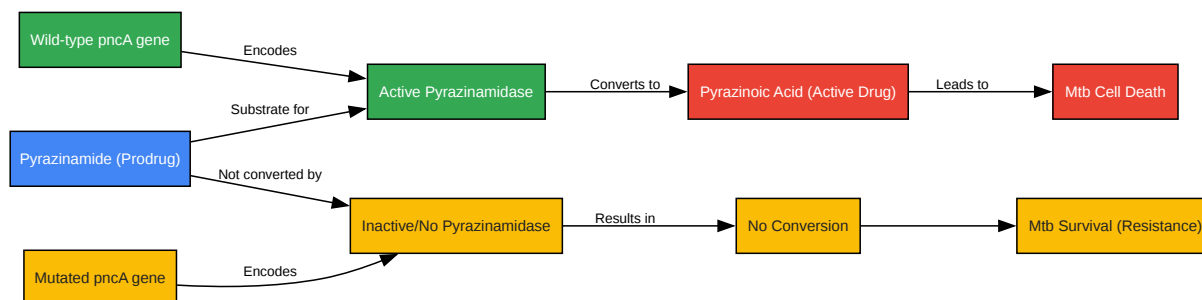 Wild-type pncA gene
Encodes
Active Pyrazinamidase
Converts to
Pyrazinoic Acid (Active Drug)
Leads to
Mtb Cell Death
Substrate for
Pyrazinamide (Prodrug)
Not converted by
Inactive/No Pyrazinamidase
Results in
No Conversion
Mtb Survival (Resistance)
Mutated pncA gene
Encodes